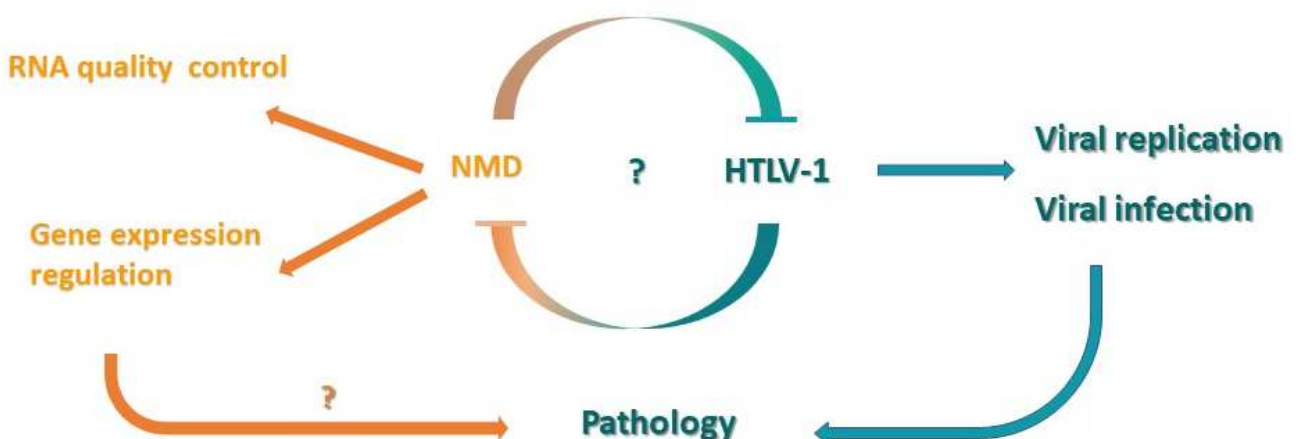 RNA quality control
NMD
?
HTLV-1
Viral replication
Viral infection
Gene expression
regulation
?
Pathology